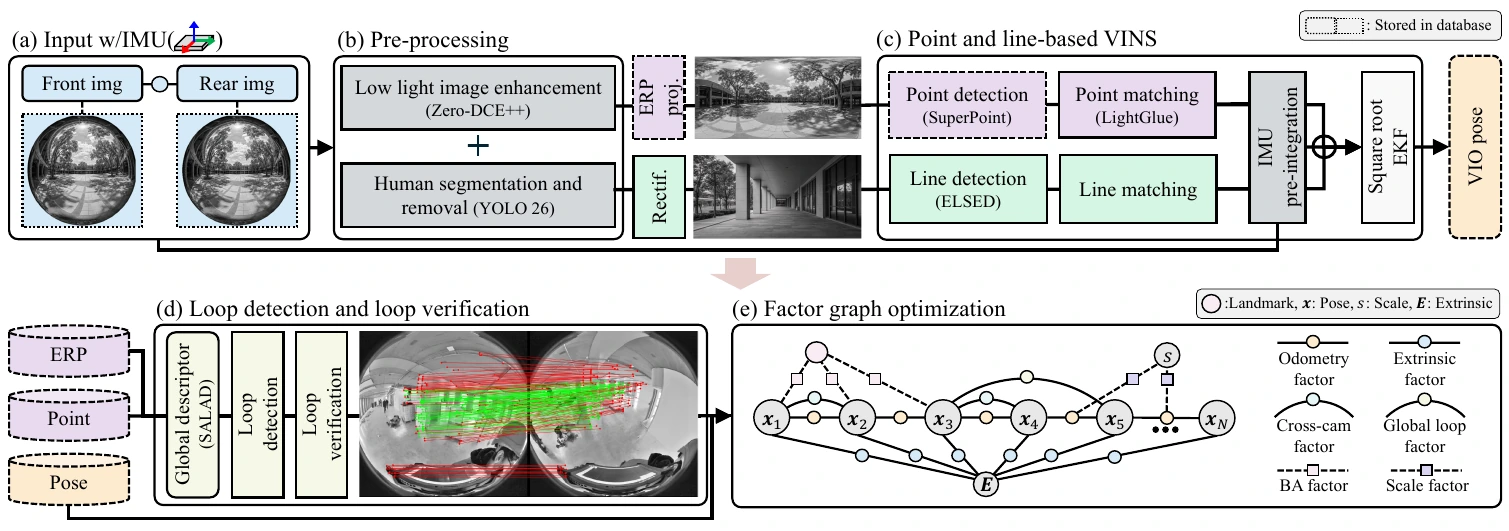 : Stored in database
(a) Input w/IMU( )
(b) Pre-processing
(c) Point and line-based VINS
Front img
Rear img
Low light image enhancement
(Zero-DCE++)
+
Human segmentation and
removal (YOLO 26)
ERP
proj.
Rectif.
Point detection
(SuperPoint)
Point matching
(LightGlue)
Line detection
(ELSED)
Line matching
IMU
pre-integration
Square root
EKF
VIO pose
(d) Loop detection and loop verification
(e) Factor graph optimization
:Landmark, x: Pose, s: Scale, E: Extrinsic
ERP
Point
Pose
Global descriptor
(SALAD)
Loop
detection
Loop
verification
s
x1
x2
x3
x4
x5
xN
•••
E
Odometry
factor
Extrinsic
factor
Cross-cam
factor
Global loop
factor
BA factor
Scale factor